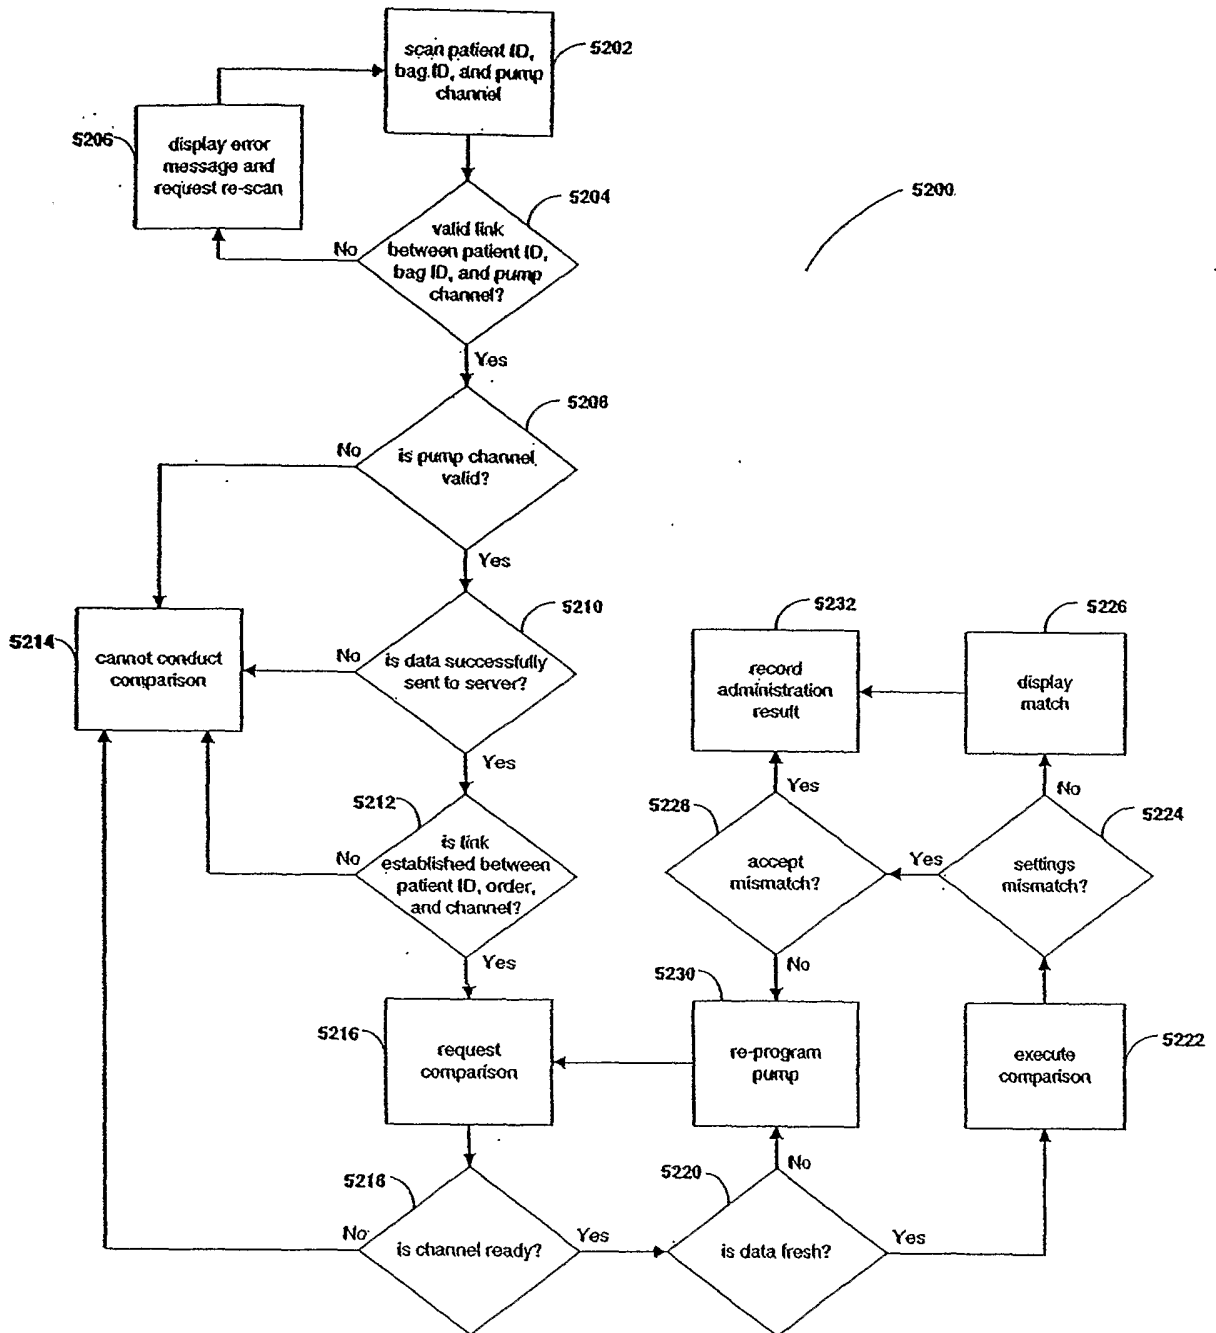 scan patient ID,
bag ID, and pump
channel
5202
5206
display error
message and
request re-scan
5204
5200
valid link
between patient ID,
bag ID, and pump
channel?
No
Yes
5208
No
is pump channel
valid?
Yes
5210
5232
5226
5214
cannot conduct
comparison
No
is data successfully
sent to server?
record
administration
result
display
match
Yes
Yes
No
5212
5228
5224
is link
established between
patient ID, order,
and channel?
No
accept
mismatch?
Yes
settings
mismatch?
Yes
No
5230
5216
request
comparison
re-program
pump
execute
comparison
5222
No
5218
5220
No
is channel ready?
Yes
is data fresh?
Yes